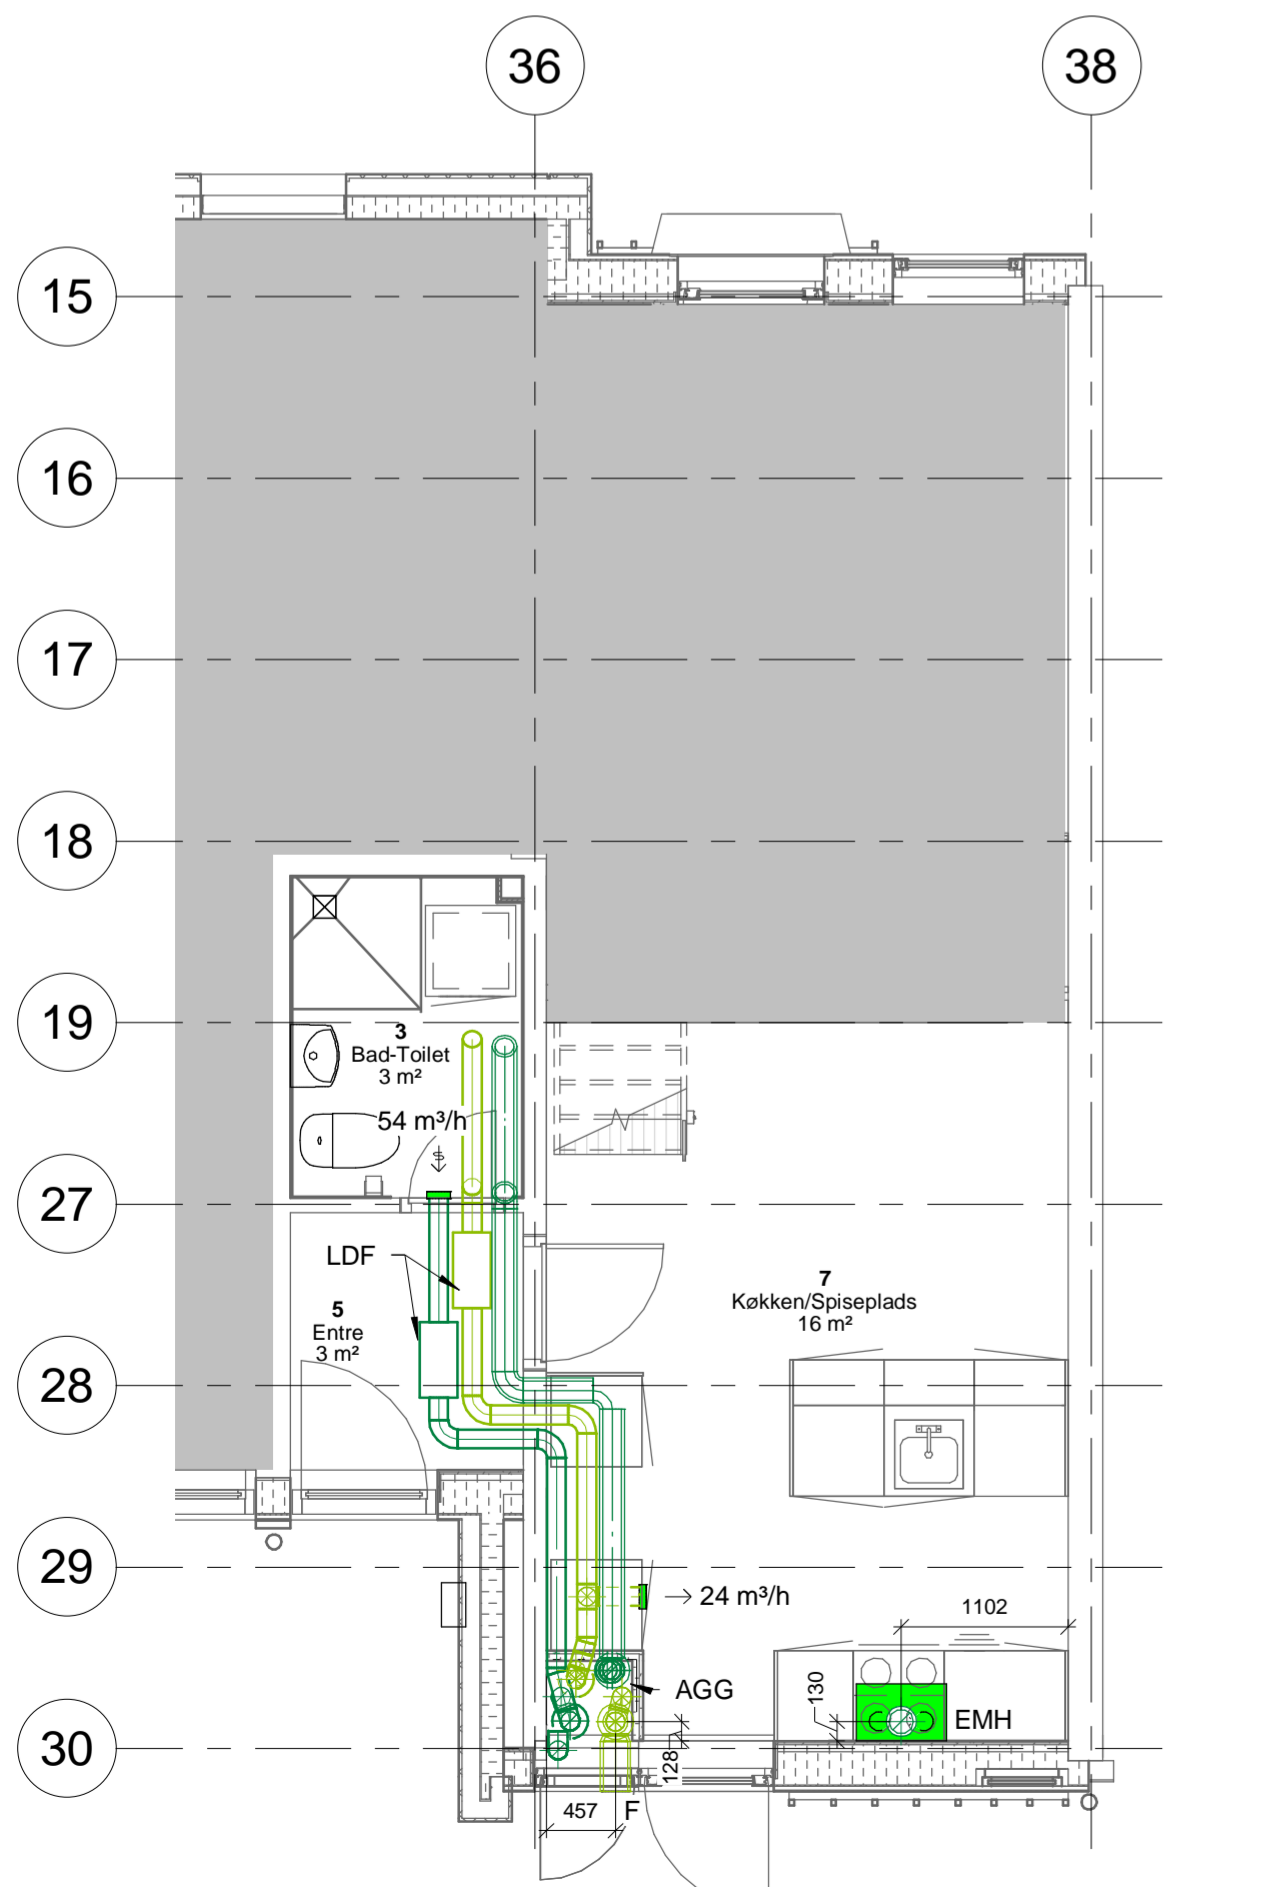 36
38
15
16
17
18
19
3
Bad-Toilet
3 m²
54 m³/h
27
LDF
5
Entre
3 m²
7
Køkken/Spiseplads
16 m²
28
29
24 m³/h
1102
AGG
130
EMH
30
128
457
F